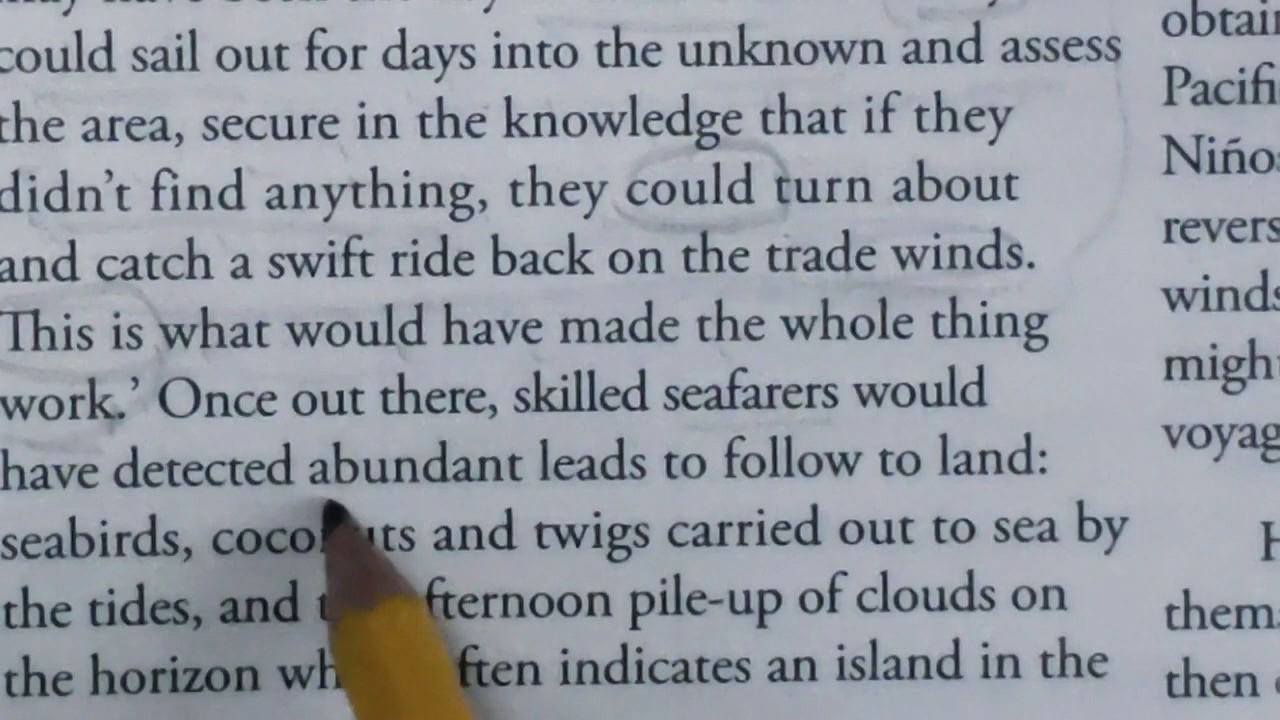 could sail out for days into the unknown and assess
the area, secure in the knowledge that if they
didn't find anything, they could turn about
and catch a swift ride back on the trade winds.
This is what would have made the whole thing
work.' Once out there, skilled seafarers would
have detected abundant leads to follow to land:
seabirds, and twigs carried out to sea by
the tides, and pile-up of clouds on
the horizon indicates an island in the
voyag
them
then